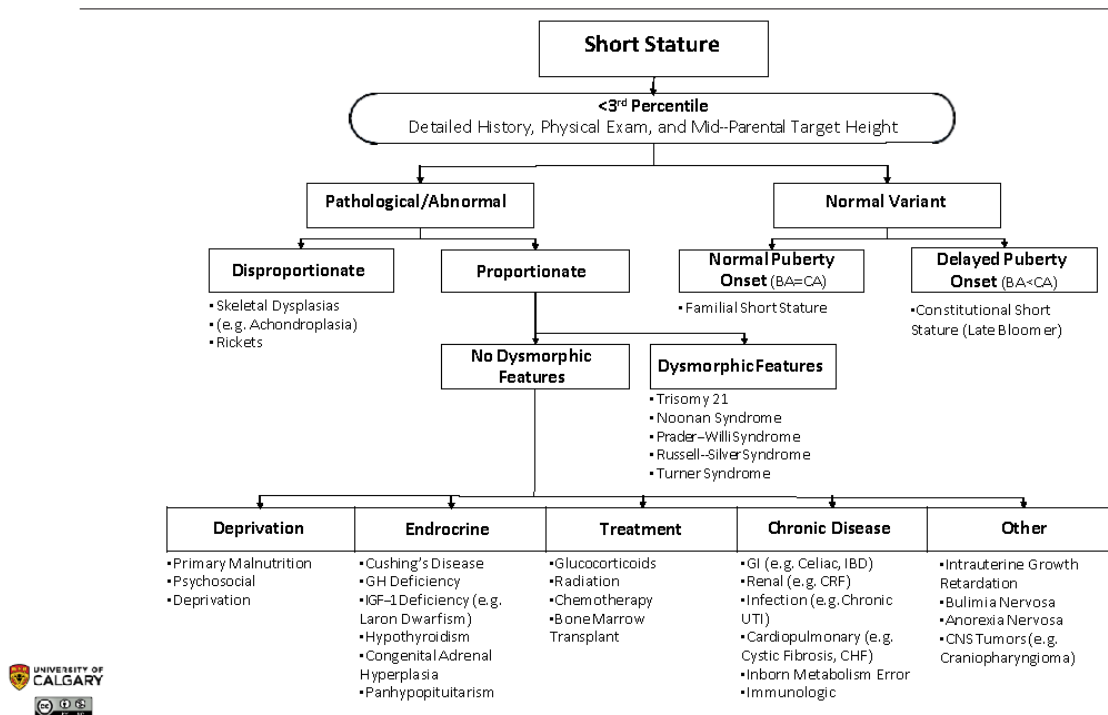 Short Stature
<3rd Percentile
Detailed History, Physical Exam, and Mid--Parental Target Height
Pathological/Abnormal
Normal Variant
Disproportionate
▪Skeletal Dysplasias
▪(e.g. Achondroplasia)
▪Rickets
Proportionate
Normal Puberty
Onset (BA=CA)
▪Familial Short Stature
Delayed Puberty
Onset (BA<CA)
▪Constitutional Short
Stature (Late Bloomer)
No Dysmorphic
Features
Dysmorphic Features
▪Trisomy 21
▪Noonan Syndrome
▪Prader–Willi Syndrome
▪Russell--Silver Syndrome
▪Turner Syndrome
Deprivation
▪Primary Malnutrition
▪Psychosocial
▪Deprivation
Endocrine
▪Cushing's Disease
▪GH Deficiency
▪IGF–1 Deficiency (e.g.
Laron Dwarfism)
▪Hypothyroidism
▪Congenital Adrenal
Hyperplasia
▪Panhypopituitarism
Treatment
▪Glucocorticoids
▪Radiation
▪Chemotherapy
▪Bone Marrow
Transplant
Chronic Disease
▪GI (e.g. Celiac, IBD)
▪Renal (e.g. CRF)
▪Infection (e.g. Chronic
UTI)
▪Cardiopulmonary (e.g.
Cystic Fibrosis, CHF)
▪Inborn Metabolism Error
▪Immunologic
Other
▪Intrauterine Growth
Retardation
▪Bulimia Nervosa
▪Anorexia Nervosa
▪CNS Tumors (e.g.
Craniopharyngioma)
UNIVERSITY OF
CALGARY